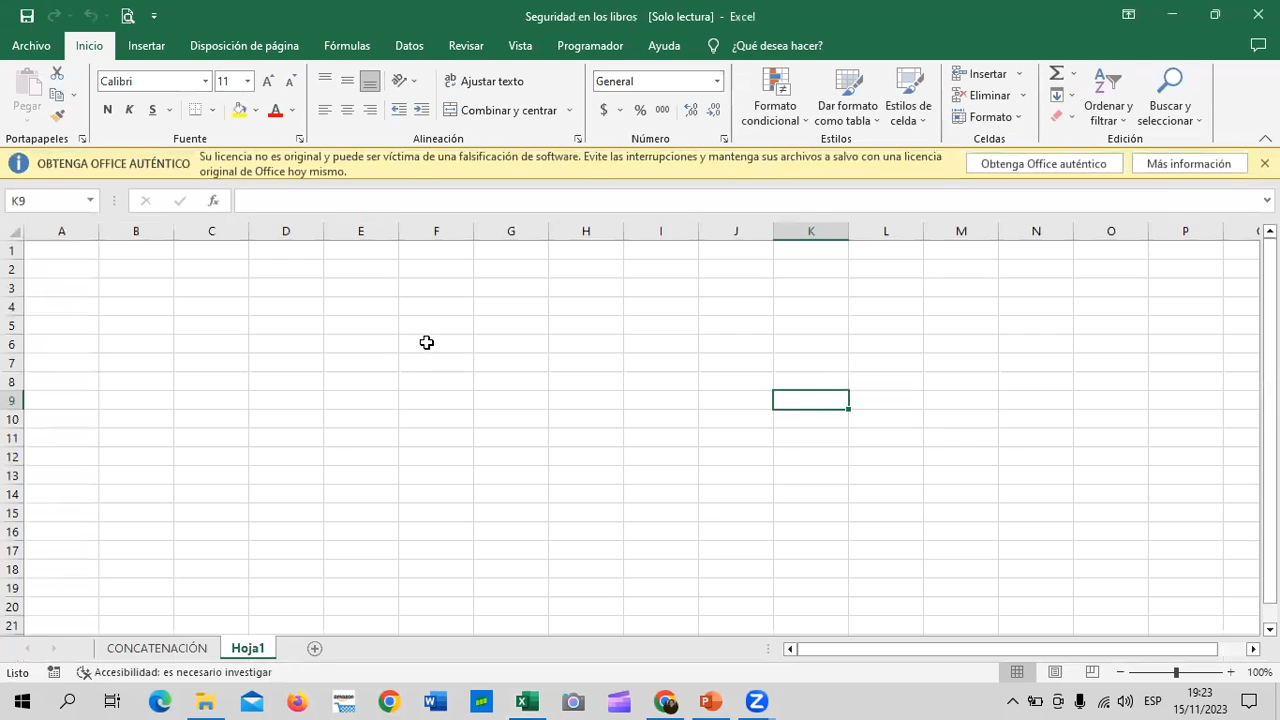 Seguridad en los libros [Solo lectura] - Excel
Archivo Inicio Insertar Disposición de página Fórmulas Datos Revisar Vista Programador Ayuda ¿Qué desea hacer?
Pegar
Calibri 11
N K S
A A
Ajustar texto
Combinar y centrar
General
$ % 000
Formato condicional
Dar formato como tabla
Estilos de celda
Insertar
Eliminar
Formato
Ordenar y filtrar
Buscar y seleccionar
Portapapeles Fuente Alineación Número Estilos Celdas Edición
OBTENGA OFFICE AUTÉNTICO Su licencia no es original y puede ser víctima de una falsificación de software. Evite las interrupciones y mantenga sus archivos a salvo con una licencia
original de Office hoy mismo.
Obtenga Office auténtico Más información
K9 fx
A B C D E F G H I J K L M N O P
1
2
3
4
5
6
7
8
9
10
11
12
13
14
15
16
17
18
19
20
21
CONCATENACIÓN Hoja1
Listo Accesibilidad: es necesario investigar 100%
ESP
19:23
15/11/2023